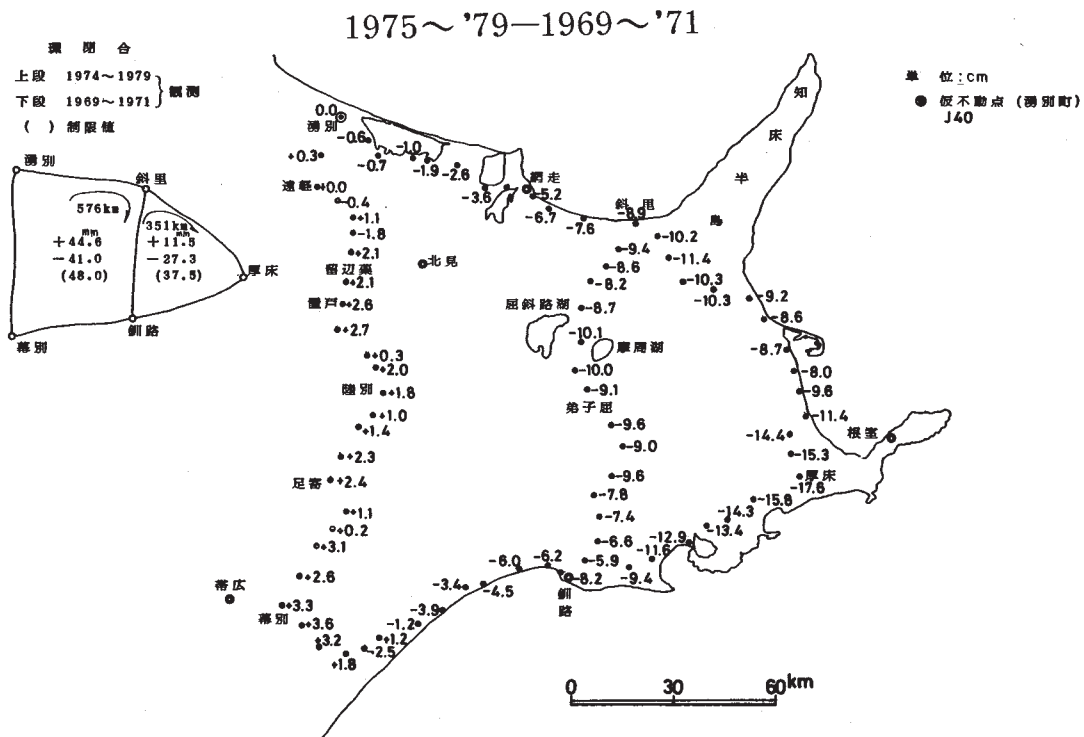 1975～'79—1969～'71
環 閉 合
上段 1974～1979
下段 1969～1971
観測
( ) 制限値
単 位:cm
仮不動点 (湧別町)
J40
湧別
斜里
576km
mm
+44.6
−41.0
(48.0)
351km
mm
+11.5
−27.3
(37.5)
厚床
釧路
幕別
知
床
半
島
0.0
湧別
-0.6
+0.3
-0.7
-1.0
-1.9
-2.6
-3.6
網走
-5.2
-6.7
-7.6
斜里
-8.9
遠軽
+0.0
-0.4
+1.1
-1.8
+2.1
留辺蘂
+2.1
置戸
+2.6
+2.7
+0.3
+2.0
陸別
+1.8
+1.0
+1.4
+2.3
足寄
+2.4
+1.1
+0.2
+3.1
+2.6
帯広
+3.3
幕別
+3.6
+3.2
+1.8
-2.5
+1.2
-1.2
-3.9
-3.4
-4.5
-6.0
-6.2
-8.2
釧
路
北見
-10.2
-9.4
-11.4
-8.6
-8.2
-10.3
-10.3
屈斜路湖
-8.7
-10.1
摩周湖
-10.0
-9.1
弟子屈
-9.6
-9.0
-9.6
-7.8
-7.4
-6.6
-5.9
-9.4
-11.6
-12.9
-13.4
-14.3
-15.8
-9.2
-8.6
-8.7
-8.0
-9.6
-11.4
-14.4
根室
-15.3
厚床
-17.6
0 30 60km